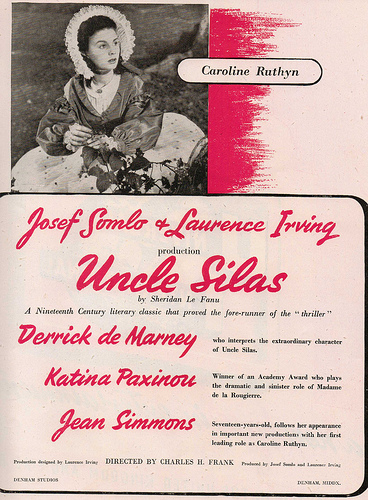 Caroline Ruthyn
Josef Somlo + Laurence Irving
production
Uncle Silas
by Sheridan Le Fanu
A Nineteenth Century literary classic that proved the fore-runner of the "thriller"
Derrick de Marney
who interprets the extraordinary character
of Uncle Silas.
Katina Paxinou
Winner of an Academy Award who plays
the dramatic and sinister role of Madame
de la Rougierre.
Jean Simmons
Seventeen-years-old, follows her appearance
in important new productions with her first
leading role as Caroline Ruthyn.
Production designed by Laurence Irving DIRECTED BY CHARLES H. FRANK Produced by Josef Somlo and Laurence Irving
DENHAM STUDIOS DENHAM, MIDDX.